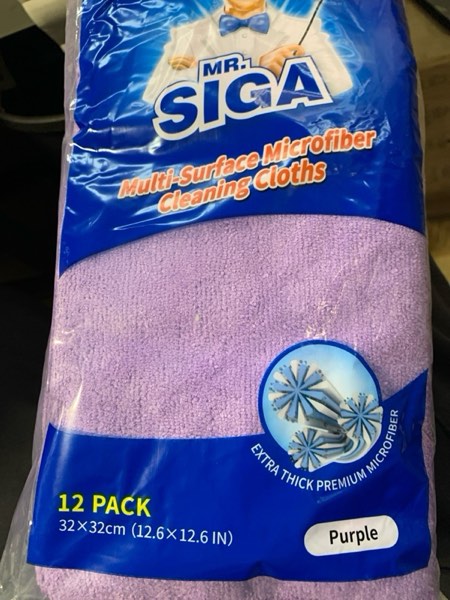 MR.
SIGA
Multi-Surface Microfiber
Cleaning Cloths
EXTRA THICK PREMIUM MICROFIBER
12 PACK
32×32cm (12.6×12.6 IN)
Purple